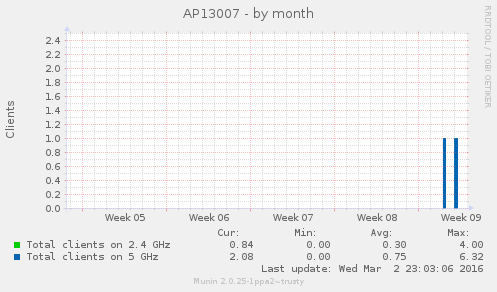 AP13007 - by month
RRDTOOL / TOBI OETIKER
Clients
2.4
2.2
2.0
1.8
1.6
1.4
1.2
1.0
0.8
0.6
0.4
0.2
0.0
Week 05 Week 06 Week 07 Week 08 Week 09
Cur: Min: Avg: Max:
Total clients on 2.4 GHz 0.84 0.00 0.30 4.00
Total clients on 5 GHz 2.08 0.00 0.75 6.32
Last update: Wed Mar 2 23:03:06 2016
Munin 2.0.25-1ppa2~trusty